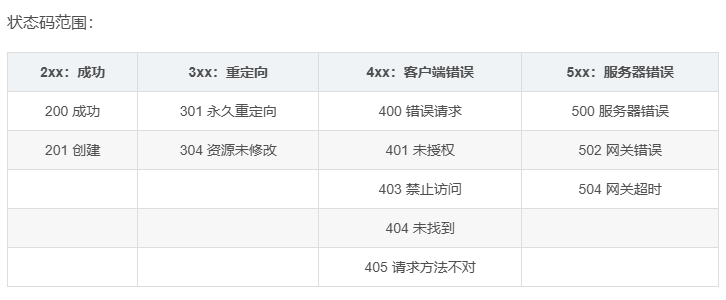 状态码范围：
2xx：成功 3xx：重定向 4xx：客户端错误 5xx：服务器错误
200 成功 301 永久重定向 400 错误请求 500 服务器错误
201 创建 304 资源未修改 401 未授权 502 网关错误
403 禁止访问 504 网关超时
404 未找到
405 请求方法不对